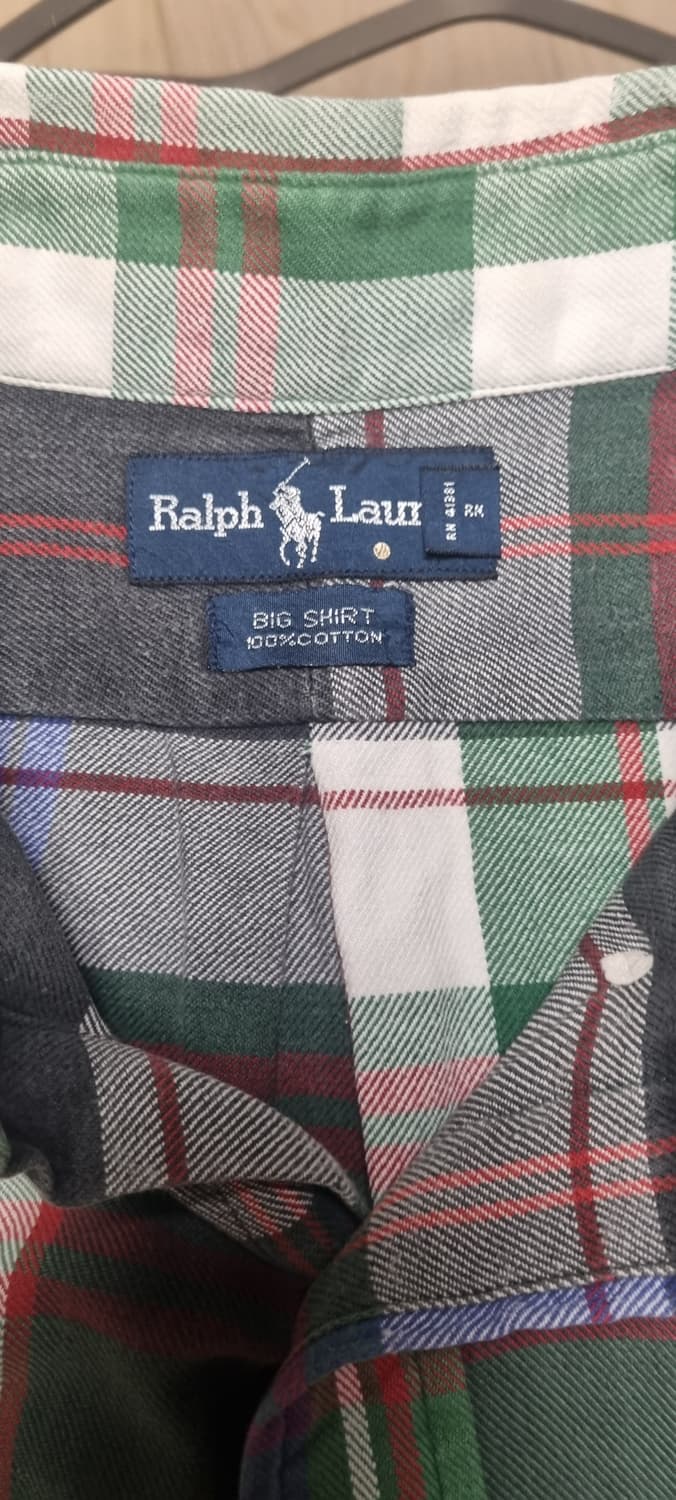 Ralph Laur
RN 41381
RK
BIG SHIRT
100%COTTON